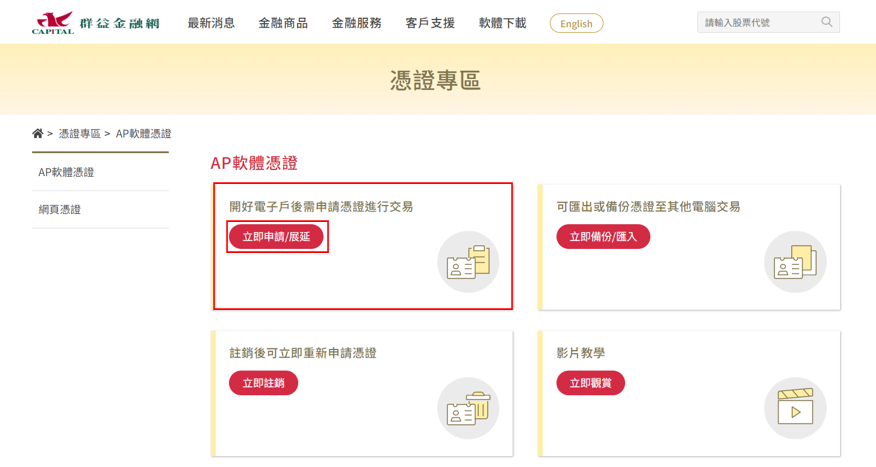 CAPITAL 群益金融網 最新消息 金融商品 金融服務 客戶支援 軟體下載 English 請輸入股票代號
憑證專區
> 憑證專區 > AP軟體憑證
AP軟體憑證
網頁憑證
AP軟體憑證
開好電子戶後需申請憑證進行交易
立即申請/展延
可匯出或備份憑證至其他電腦交易
立即備份/匯入
註銷後可立即重新申請憑證
立即註銷
影片教學
立即觀賞